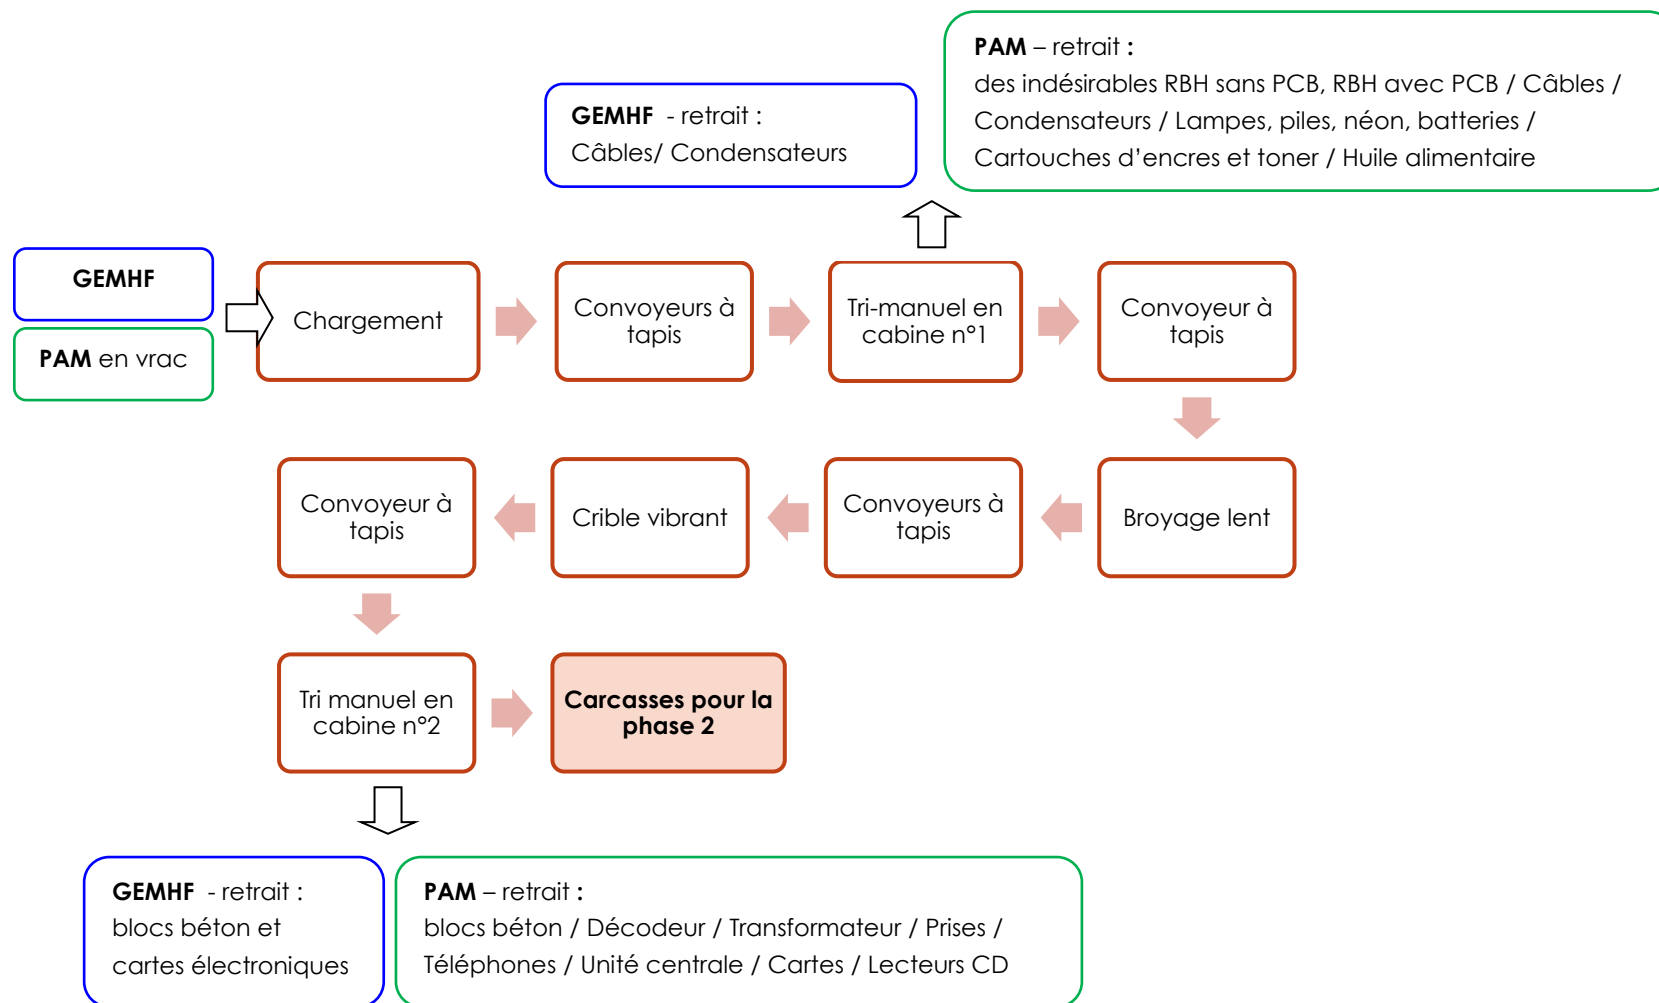 PAM – retrait :
des indésirables RBH sans PCB, RBH avec PCB / Câbles /
Condensateurs / Lampes, piles, néon, batteries /
Cartouches d'encres et toner / Huile alimentaire
GEMHF - retrait :
Câbles/ Condensateurs
GEMHF
PAM en vrac
Chargement
Convoyeurs à
tapis
Tri-manuel en
cabine n°1
Convoyeur à
tapis
Broyage lent
Convoyeurs à
tapis
Crible vibrant
Convoyeur à
tapis
Tri manuel en
cabine n°2
Carcasses pour la
phase 2
GEMHF - retrait :
blocs béton et
cartes électroniques
PAM – retrait :
blocs béton / Décodeur / Transformateur / Prises /
Téléphones / Unité centrale / Cartes / Lecteurs CD